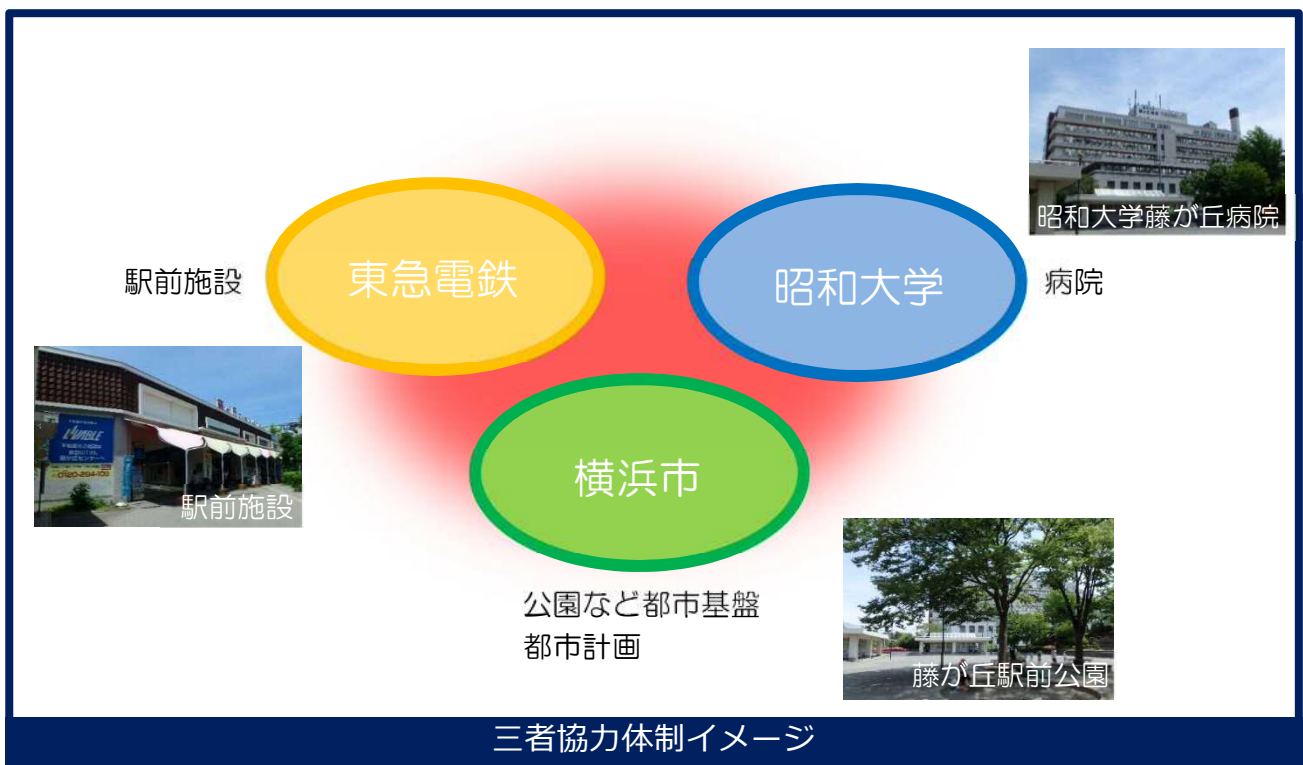 昭和大学藤が丘病院
東急電鉄
昭和大学
駅前施設
病院
LIVABLE
駅前施設
横浜市
公園など都市基盤
都市計画
藤が丘駅前公園
三者協力体制イメージ